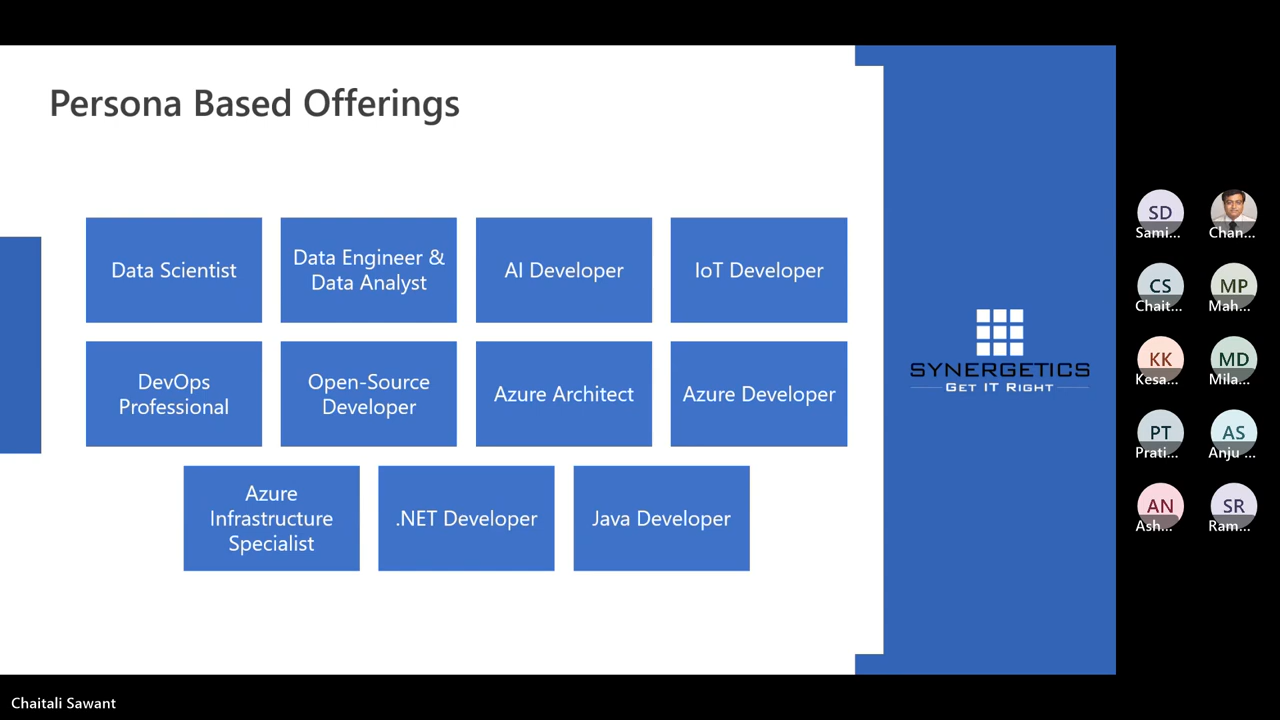 Persona Based Offerings
Data Scientist
Data Engineer &
Data Analyst
AI Developer
IoT Developer
DevOps
Professional
Open-Source
Developer
Azure Architect
Azure Developer
Azure
Infrastructure
Specialist
.NET Developer
Java Developer
SYNERGETICS
GET IT RIGHT
SD
Sami...
Chan...
CS
Chait...
MP
Mah...
KK
Kesa...
MD
Mila...
PT
Prati...
AS
Anju ...
AN
Ash...
SR
Ram...
Chaitali Sawant